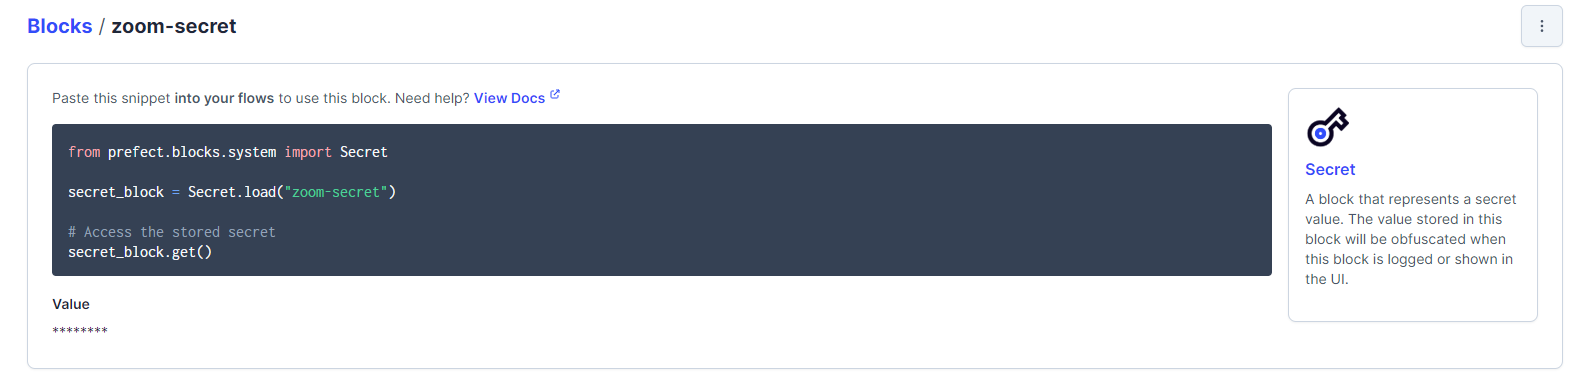 Blocks / zoom-secret
Paste this snippet into your flows to use this block. Need help? View Docs
from prefect.blocks.system import Secret
secret_block = Secret.load("zoom-secret")
# Access the stored secret
secret_block.get()
Value
********
Secret
A block that represents a secret
value. The value stored in this
block will be obfuscated when
this block is logged or shown in
the UI.